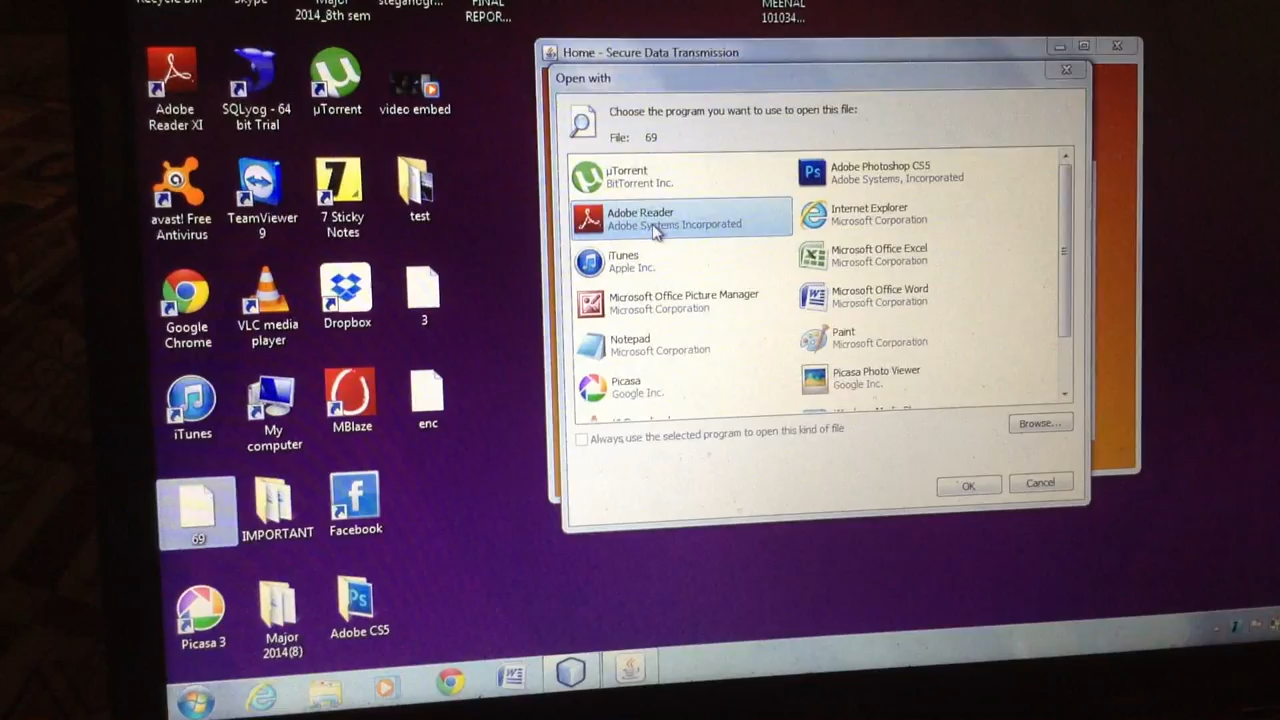 Recycle Bin
Skype
Major
2014_8th sem
steganogr...
FINAL
REPOR...
MEENAL
101034...
Adobe
Reader XI
SQLyog - 64
bit Trial
µTorrent
video embed
avast! Free
Antivirus
TeamViewer
9
7 Sticky
Notes
test
Google
Chrome
VLC media
player
Dropbox
3
iTunes
My
computer
MBlaze
enc
69
IMPORTANT
Facebook
Picasa 3
Major
2014(8)
Adobe CS5
Home - Secure Data Transmission
Open with
Choose the program you want to use to open this file:
File: 69
µTorrent
BitTorrent Inc.
Adobe Photoshop CS5
Adobe Systems, Incorporated
Adobe Reader
Adobe Systems Incorporated
Internet Explorer
Microsoft Corporation
iTunes
Apple Inc.
Microsoft Office Excel
Microsoft Corporation
Microsoft Office Picture Manager
Microsoft Corporation
Microsoft Office Word
Microsoft Corporation
Notepad
Microsoft Corporation
Paint
Microsoft Corporation
Picasa
Google Inc.
Picasa Photo Viewer
Google Inc.
Always use the selected program to open this kind of file
Browse...
OK
Cancel